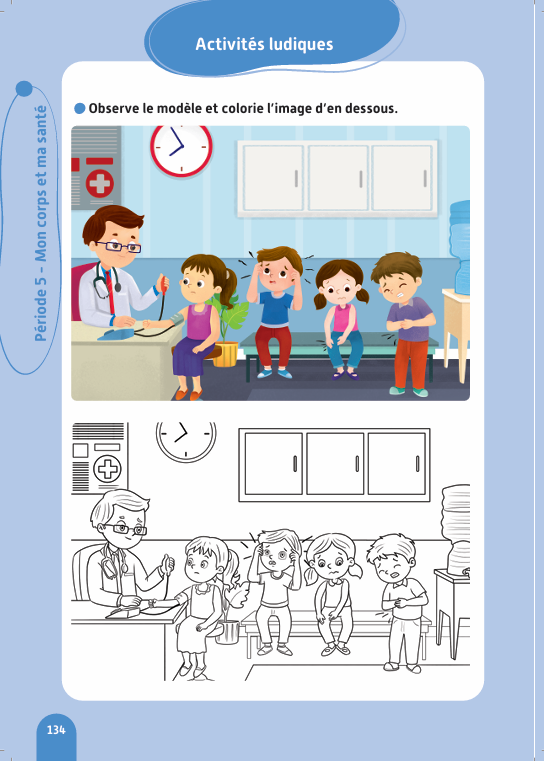 Activités ludiques
Observe le modèle et colorie l'image d'en dessous.
Période 5 – Mon corps et ma santé
134